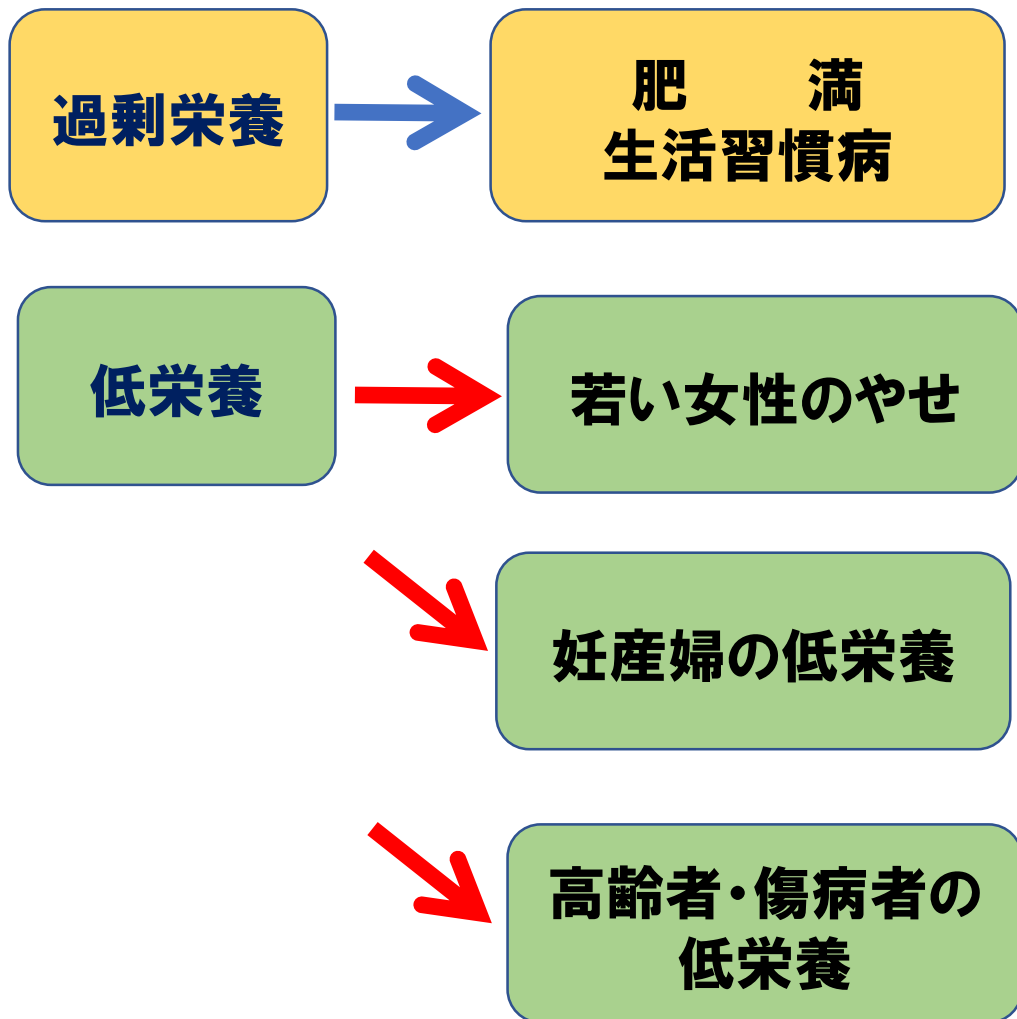 過剰栄養
肥　　満
生活習慣病
低栄養
若い女性のやせ
妊産婦の低栄養
高齢者・傷病者の
低栄養